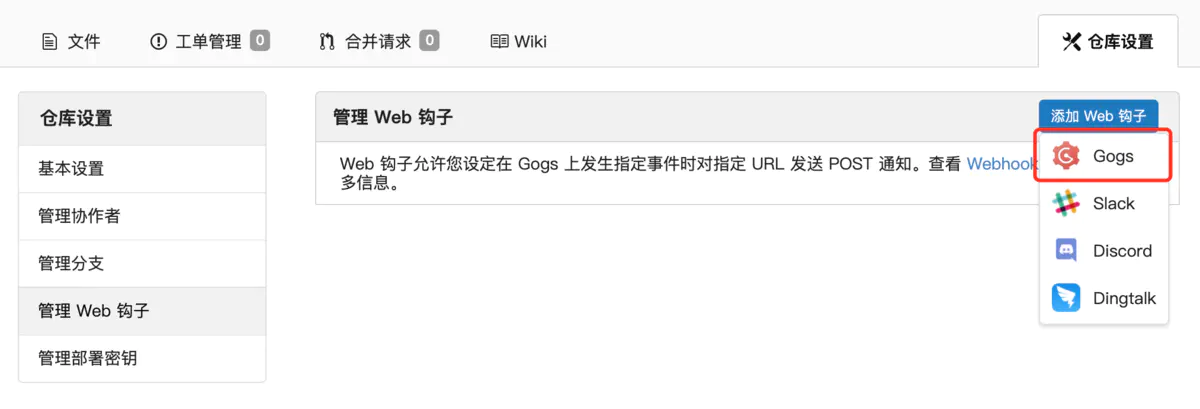 文件 工单管理 0 合并请求 0 Wiki 仓库设置
仓库设置
基本设置
管理协作者
管理分支
管理 Web 钩子
管理部署密钥
管理 Web 钩子 添加 Web 钩子
Web 钩子允许您设定在 Gogs 上发生指定事件时对指定 URL 发送 POST 通知。查看 Webhook
多信息。
Gogs
Slack
Discord
Dingtalk